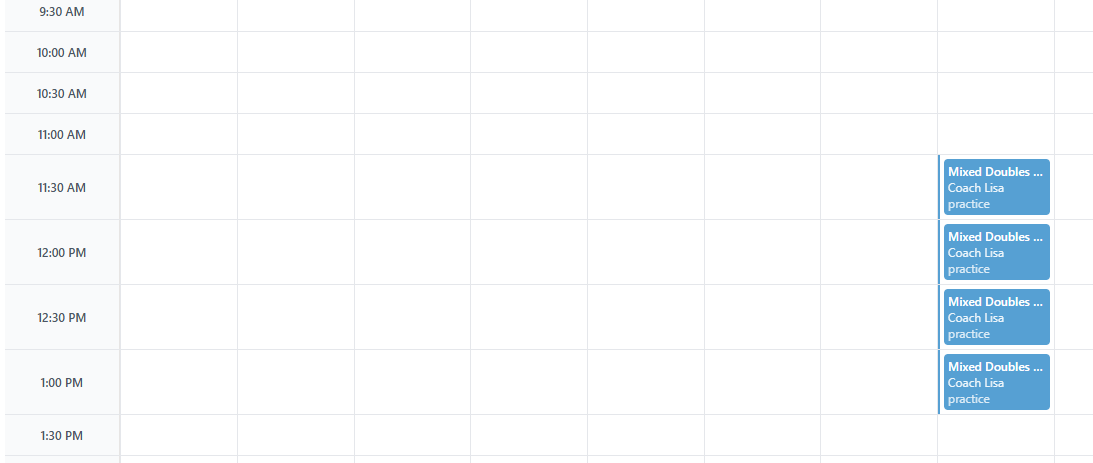 9:30 AM
10:00 AM
10:30 AM
11:00 AM
11:30 AM
Mixed Doubles ...
Coach Lisa
practice
12:00 PM
Mixed Doubles ...
Coach Lisa
practice
12:30 PM
Mixed Doubles ...
Coach Lisa
practice
1:00 PM
Mixed Doubles ...
Coach Lisa
practice
1:30 PM